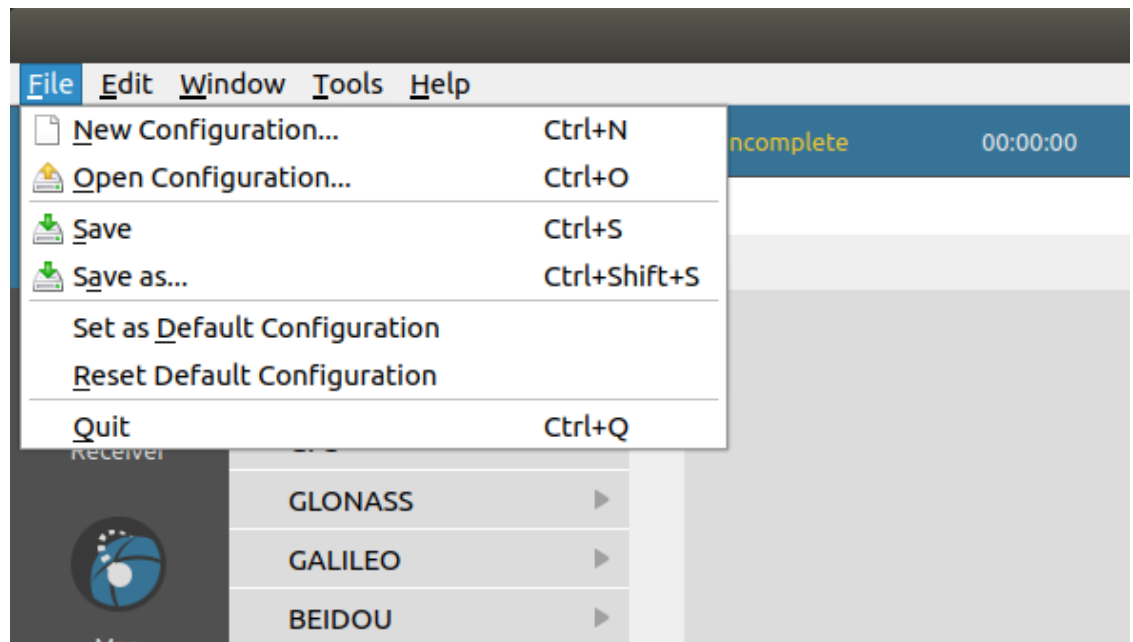 File Edit Window Tools Help
New Configuration... Ctrl+N
ncomplete 00:00:00
Open Configuration... Ctrl+O
Save Ctrl+S
Save as... Ctrl+Shift+S
Set as Default Configuration
Reset Default Configuration
Quit Ctrl+Q
Receiver
GLONASS
GALILEO
BEIDOU